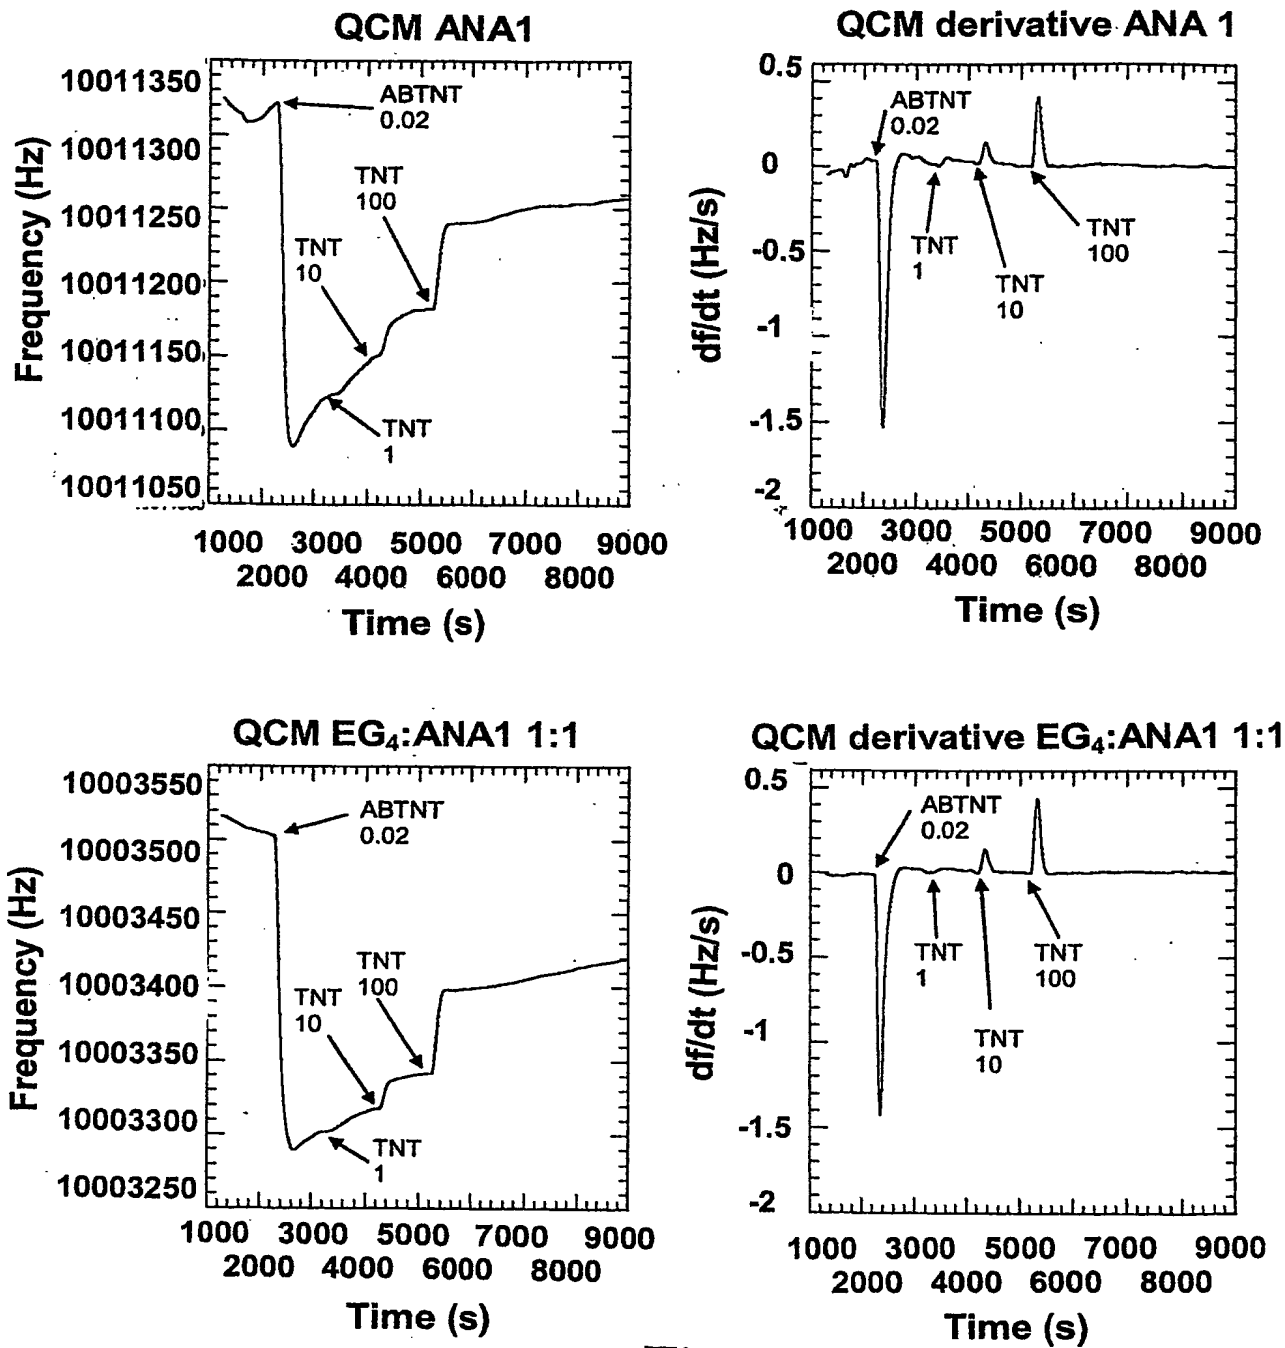 QCM ANA1
Frequency (Hz)
10011350
10011300
10011250
10011200
10011150
10011100
10011050
ABTNT
0.02
TNT
100
TNT
10
TNT
1
1000 3000 5000 7000 9000
2000 4000 6000 8000
Time (s)
QCM derivative ANA 1
df/dt (Hz/s)
0.5
0
-0.5
-1
-1.5
-2
ABTNT
0.02
TNT
1
TNT
10
TNT
100
1000 3000 5000 7000 9000
2000 4000 6000 8000
Time (s)
QCM EG₄:ANA1 1:1
Frequency (Hz)
10003550
10003500
10003450
10003400
10003350
10003300
10003250
ABTNT
0.02
TNT
100
TNT
10
TNT
1
1000 3000 5000 7000 9000
2000 4000 6000 8000
Time (s)
QCM derivative EG₄:ANA1 1:1
df/dt (Hz/s)
0.5
0
-0.5
-1
-1.5
-2
ABTNT
0.02
TNT
1
TNT
100
TNT
10
1000 3000 5000 7000 9000
2000 4000 6000 8000
Time (s)